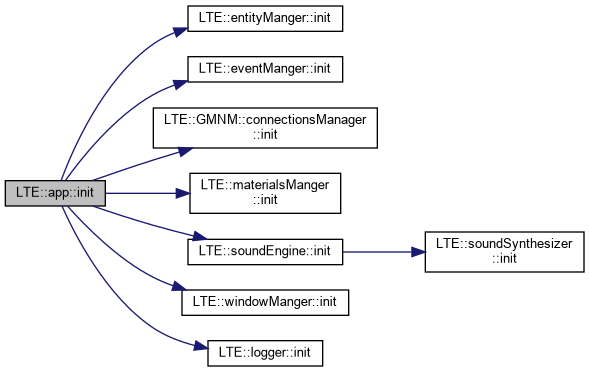 LTE::entityManger::init
LTE::eventManger::init
LTE::GMNM::connectionsManager
::init
LTE::app::init
LTE::materialsManger
::init
LTE::soundEngine::init
LTE::soundSynthesizer
::init
LTE::windowManger::init
LTE::logger::init